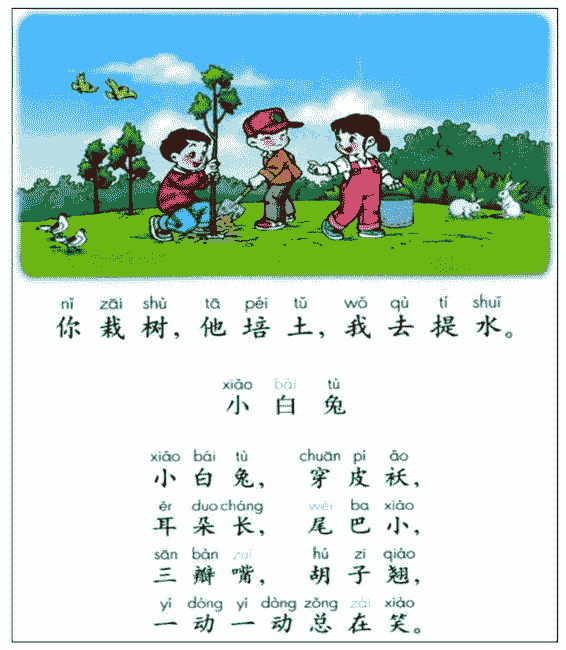 nǐ zāi shù tā péi tǔ wǒ qù tí shuǐ
你栽树，他培土，我去提水。
xiǎo bái tù
小白兔
xiǎo bái tù chuān pí ǎo
小白兔，穿皮袄，
ěr duo cháng wěi ba xiǎo
耳朵长，尾巴小，
sān bàn zuǐ hú zi qiào
三瓣嘴，胡子翘，
yí dòng yí dòng zǒng zài xiào
一动一动总在笑。